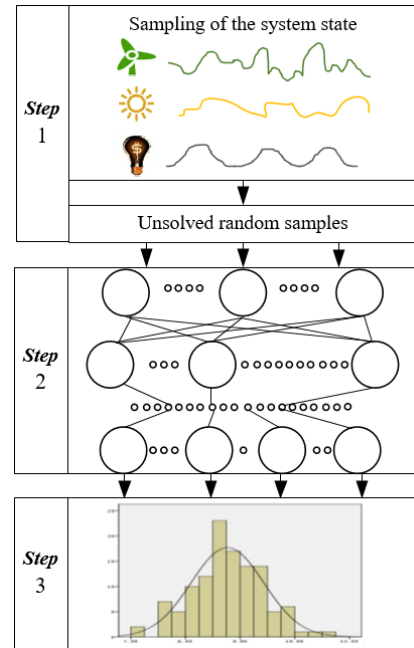 Sampling of the system state
Step
1
$
Unsolved random samples
Step
2
Step
3